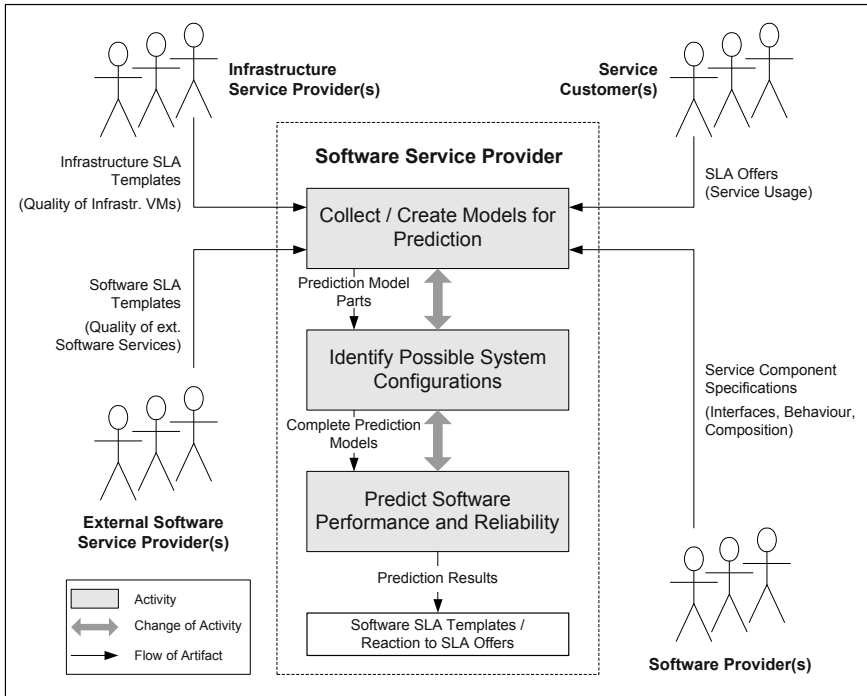 Infrastructure
Service Provider(s)
Service
Customer(s)
Infrastructure SLA
Templates
(Quality of Infrastr. VMs)
Software Service Provider
SLA Offers
(Service Usage)
Collect / Create Models for
Prediction
Software SLA
Templates
(Quality of ext.
Software Services)
Prediction Model
Parts
Identify Possible System
Configurations
Service Component
Specifications
(Interfaces, Behaviour,
Composition)
Complete Prediction
Models
Predict Software
Performance and Reliability
External Software
Service Provider(s)
Prediction Results
Software SLA Templates /
Reaction to SLA Offers
Software Provider(s)
Activity
Change of Activity
Flow of Artifact